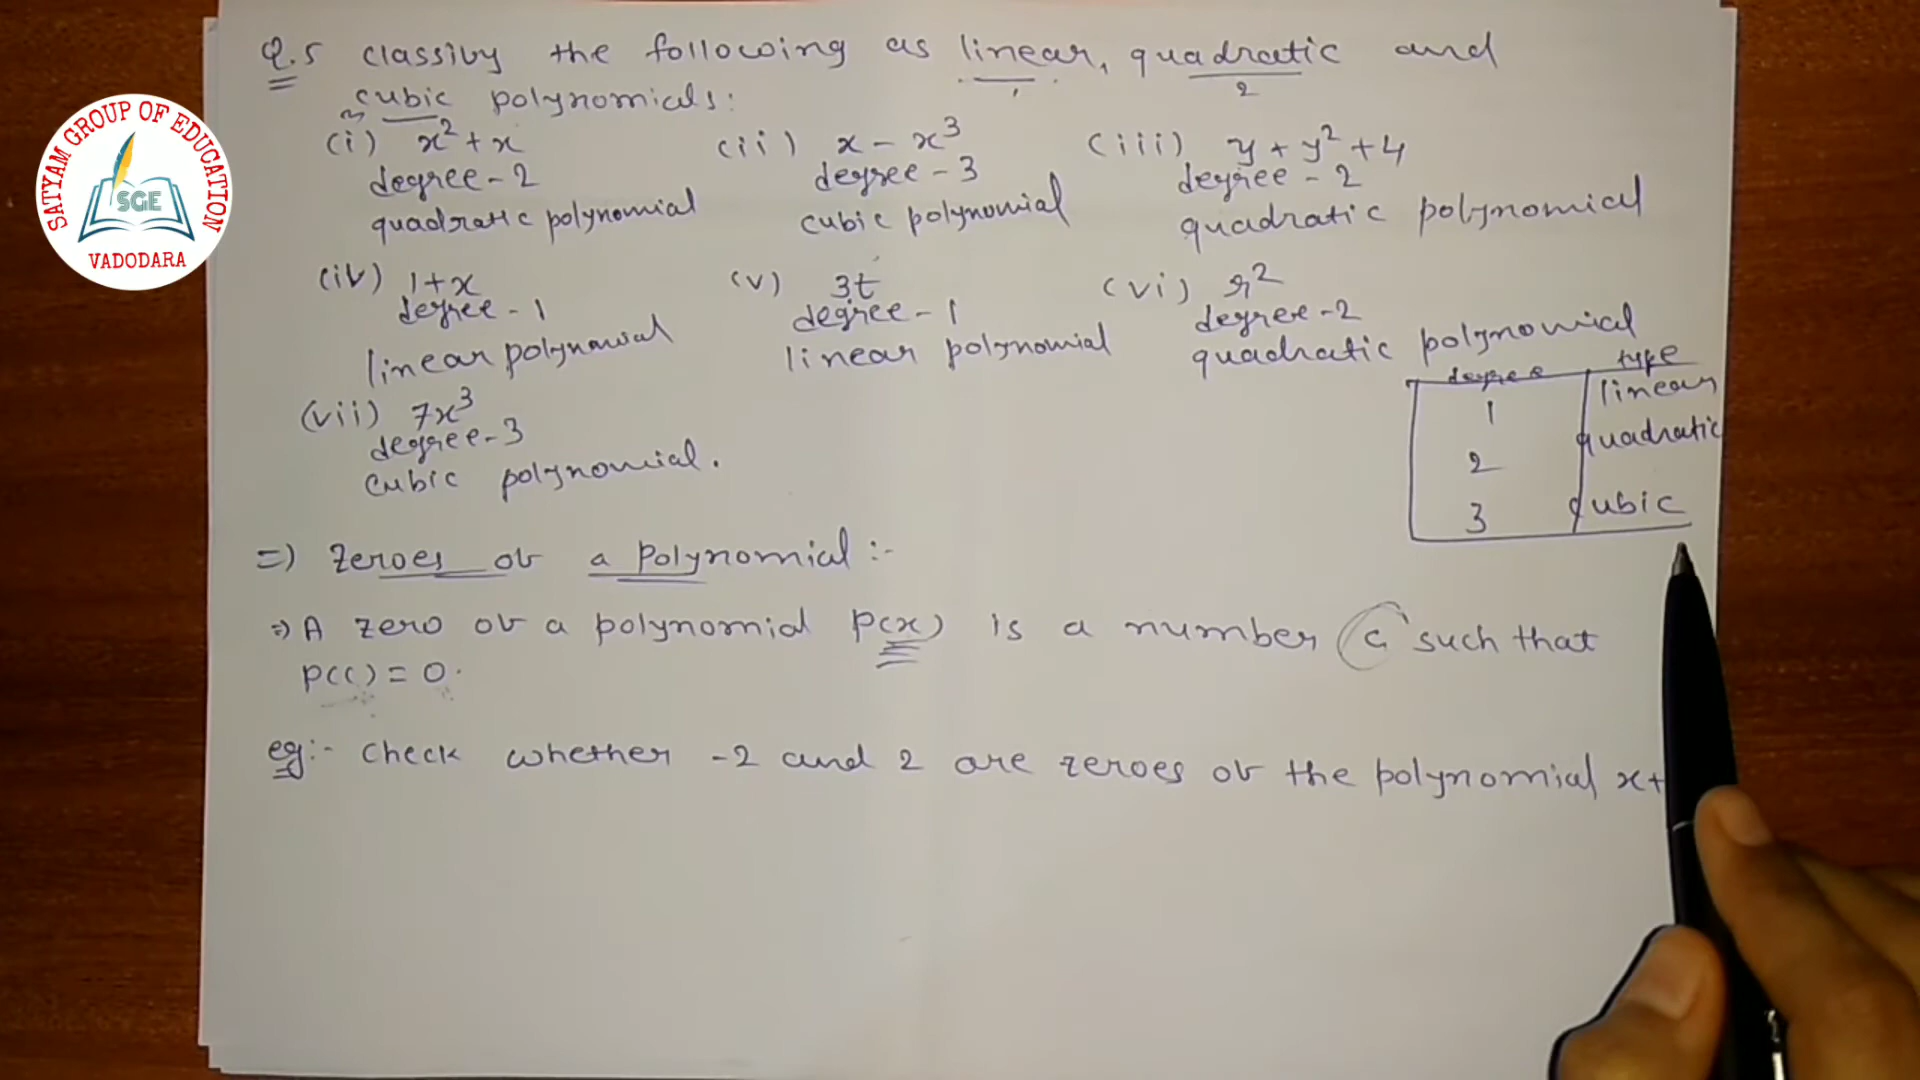 Q.5 classify the following as linear, quadratic and
1
2
3 cubic polynomials:
(i) x²+x (ii) x - x³ (iii) y + y² + 4
degree - 2 degree - 3 degree - 2
quadratic polynomial cubic polynomial quadratic polynomial
(iv) 1+x (v) 3t (vi) r²
degree - 1 degree - 1 degree - 2
linear polynomial linear polynomial quadratic polynomial
(vii) 7x³
degree - 3
cubic polynomial.
degree type
1 linear
2 quadratic
3 cubic
=) Zeroes of a polynomial :-
=) A zero of a polynomial P(x) is a number c such that
P(c) = 0.
eg:- Check whether -2 and 2 are zeroes of the polynomial x+
SATYAM GROUP OF EDUCATION
SGE
VADODARA